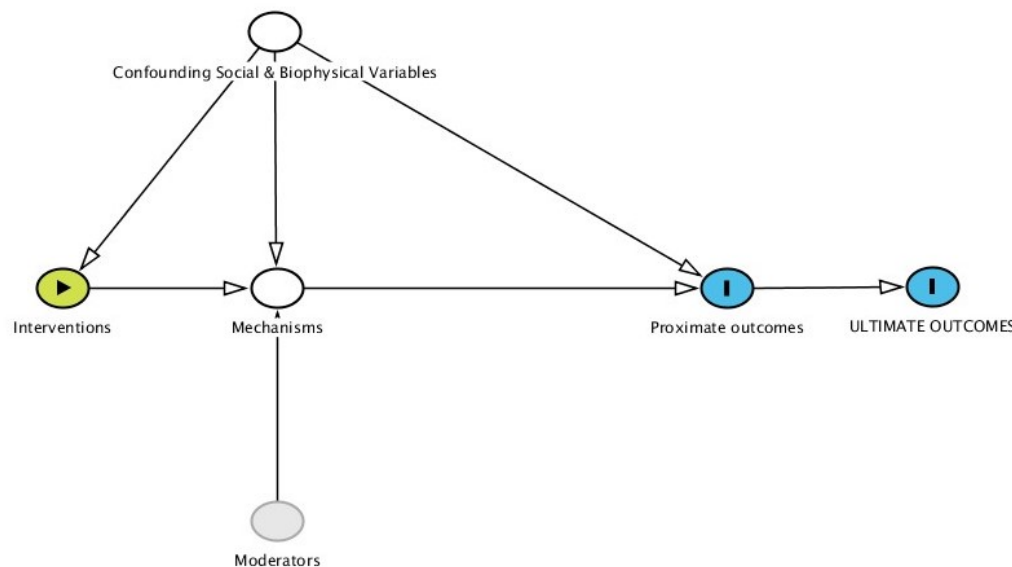 Confounding Social & Biophysical Variables
Interventions
Mechanisms
Proximate outcomes
ULTIMATE OUTCOMES
Moderators